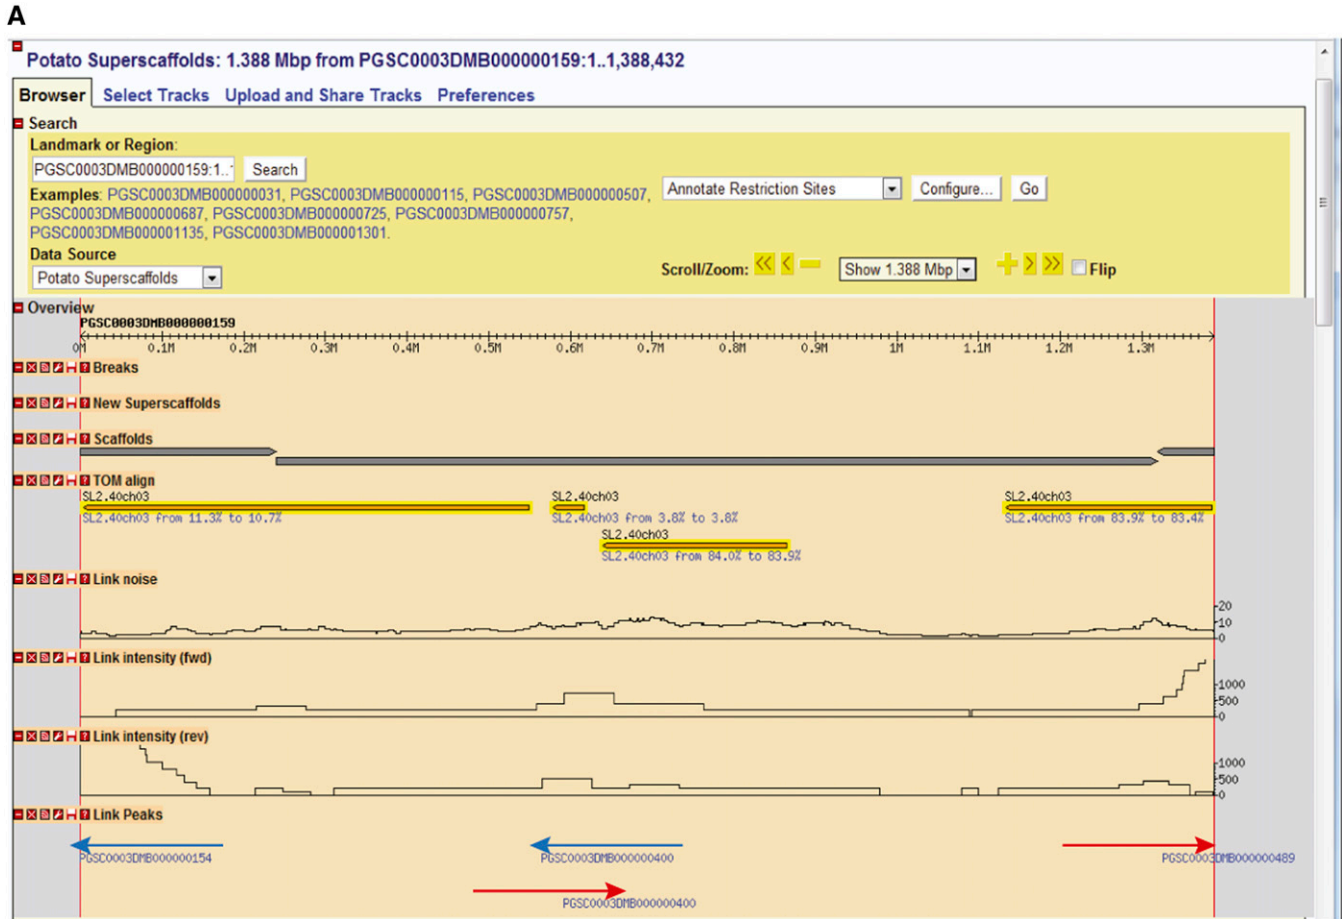 A
Potato Superscaffolds: 1.388 Mbp from PGSC0003DMB000000159:1..1,388,432
Browser Select Tracks Upload and Share Tracks Preferences
Search
Landmark or Region:
PGSC0003DMB000000159:1.. Search
Examples: PGSC0003DMB000000031, PGSC0003DMB000000115, PGSC0003DMB000000507,
PGSC0003DMB000000687, PGSC0003DMB000000725, PGSC0003DMB000000757,
PGSC0003DMB000001135, PGSC0003DMB000001301.
Annotate Restriction Sites Configure... Go
Data Source
Potato Superscaffolds
Scroll/Zoom: Show 1.388 Mbp Flip
Overview
PGSC0003DMB000000159
0M 0.1M 0.2M 0.3M 0.4M 0.5M 0.6M 0.7M 0.8M 0.9M 1M 1.1M 1.2M 1.3M
Breaks
New Superscaffolds
Scaffolds
TOM align
SL2.40ch03 SL2.40ch03 SL2.40ch03
SL2.40ch03 from 11.3% to 10.7% SL2.40ch03 from 3.8% to 3.8% SL2.40ch03 from 83.9% to 83.4%
SL2.40ch03
SL2.40ch03 from 84.0% to 83.9%
Link noise
20
10
0
Link intensity (fwd)
1000
500
0
Link intensity (rev)
1000
500
0
Link Peaks
PGSC0003DMB000000154 PGSC0003DMB000000400 PGSC0003DMB000000489
PGSC0003DMB000000400